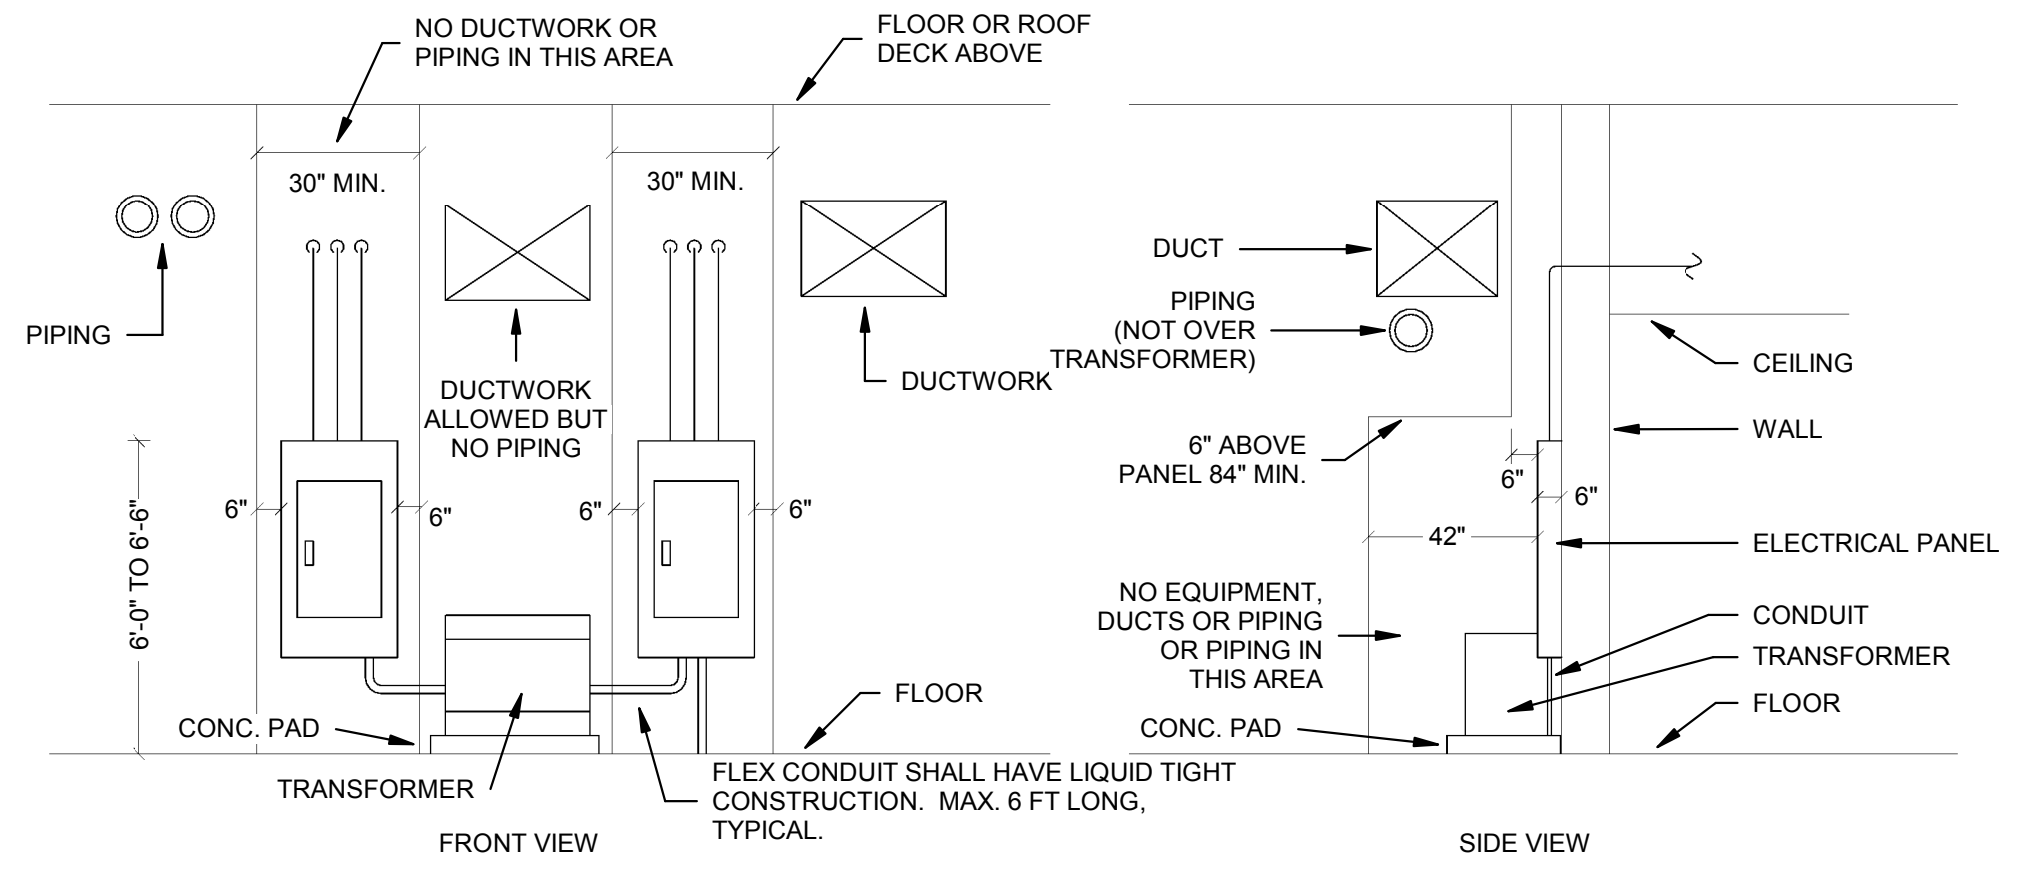 NO DUCTWORK OR
PIPING IN THIS AREA
FLOOR OR ROOF
DECK ABOVE
30" MIN.
30" MIN.
PIPING
DUCTWORK
ALLOWED BUT
NO PIPING
DUCTWORK
6'-0" TO 6'-6"
6"
6"
6"
6"
CONC. PAD
TRANSFORMER
FLOOR
FLEX CONDUIT SHALL HAVE LIQUID TIGHT
CONSTRUCTION. MAX. 6 FT LONG,
TYPICAL.
FRONT VIEW
DUCT
PIPING
(NOT OVER
TRANSFORMER)
6" ABOVE
PANEL 84" MIN.
6"
6"
42"
NO EQUIPMENT,
DUCTS OR PIPING
OR PIPING IN
THIS AREA
CONC. PAD
CEILING
WALL
ELECTRICAL PANEL
CONDUIT
TRANSFORMER
FLOOR
SIDE VIEW